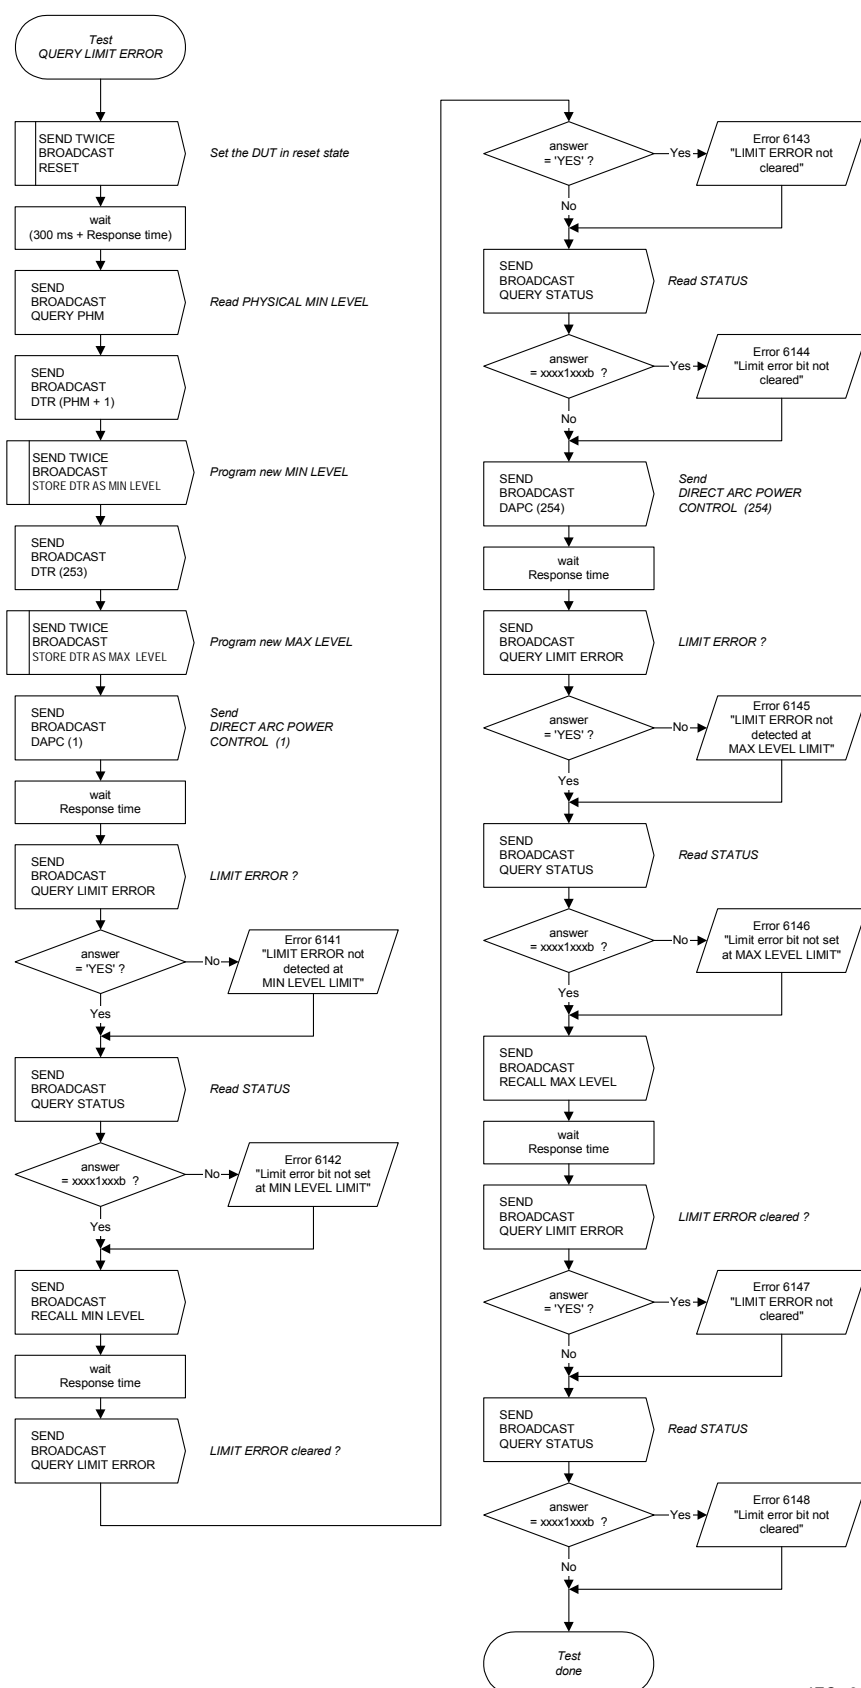 Test
QUERY LIMIT ERROR
SEND TWICE
BROADCAST
RESET
Set the DUT in reset state
wait
(300 ms + Response time)
SEND
BROADCAST
QUERY PHM
Read PHYSICAL MIN LEVEL
SEND
BROADCAST
DTR (PHM + 1)
SEND TWICE
BROADCAST
STORE DTR AS MIN LEVEL
Program new MIN LEVEL
SEND
BROADCAST
DTR (253)
SEND TWICE
BROADCAST
STORE DTR AS MAX LEVEL
Program new MAX LEVEL
SEND
BROADCAST
DAPC (1)
Send
DIRECT ARC POWER
CONTROL (1)
wait
Response time
SEND
BROADCAST
QUERY LIMIT ERROR
LIMIT ERROR ?
answer
= 'YES' ?
No
Error 6141
"LIMIT ERROR not
detected at
MIN LEVEL LIMIT"
Yes
SEND
BROADCAST
QUERY STATUS
Read STATUS
answer
= xxxx1xxxb ?
No
Error 6142
"Limit error bit not set
at MIN LEVEL LIMIT"
Yes
SEND
BROADCAST
RECALL MIN LEVEL
wait
Response time
SEND
BROADCAST
QUERY LIMIT ERROR
LIMIT ERROR cleared ?
answer
= 'YES' ?
Yes
Error 6143
"LIMIT ERROR not
cleared"
No
SEND
BROADCAST
QUERY STATUS
Read STATUS
answer
= xxxx1xxxb ?
Yes
Error 6144
"Limit error bit not
cleared"
No
SEND
BROADCAST
DAPC (254)
Send
DIRECT ARC POWER
CONTROL (254)
wait
Response time
SEND
BROADCAST
QUERY LIMIT ERROR
LIMIT ERROR ?
answer
= 'YES' ?
No
Error 6145
"LIMIT ERROR not
detected at
MAX LEVEL LIMIT"
Yes
SEND
BROADCAST
QUERY STATUS
Read STATUS
answer
= xxxx1xxxb ?
No
Error 6146
"Limit error bit not set
at MAX LEVEL LIMIT"
Yes
SEND
BROADCAST
RECALL MAX LEVEL
wait
Response time
SEND
BROADCAST
QUERY LIMIT ERROR
LIMIT ERROR cleared ?
answer
= 'YES' ?
Yes
Error 6147
"LIMIT ERROR not
cleared"
No
SEND
BROADCAST
QUERY STATUS
Read STATUS
answer
= xxxx1xxxb ?
Yes
Error 6148
"Limit error bit not
cleared"
No
Test
done